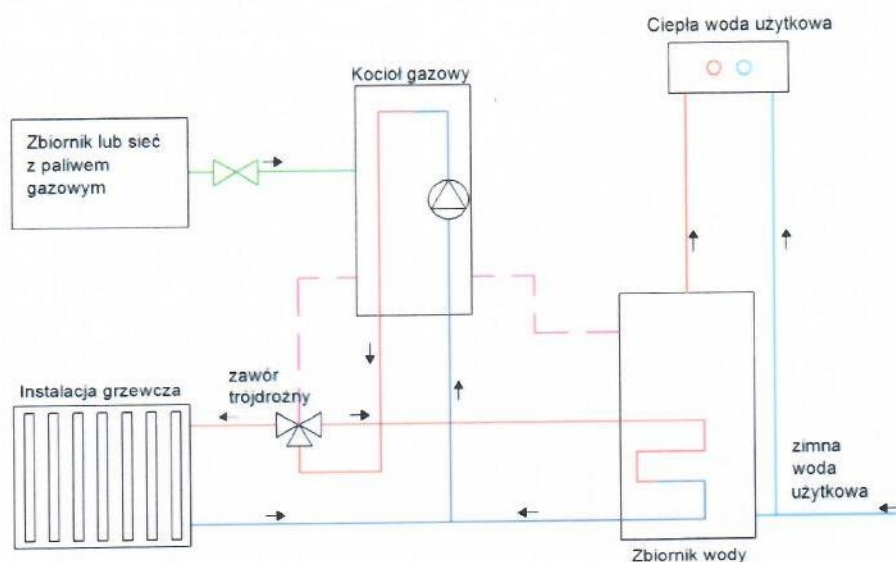 Ciepła woda użytkowa
Kocioł gazowy
Zbiornik lub sieć
z paliwem
gazowym
Instalacja grzewcza
zawór
trójdrożny
zimna
woda
użytkowa
Zbiornik wody